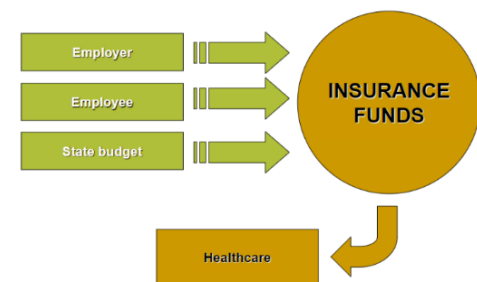 Employer
Employee
State budget
INSURANCE
FUNDS
Healthcare